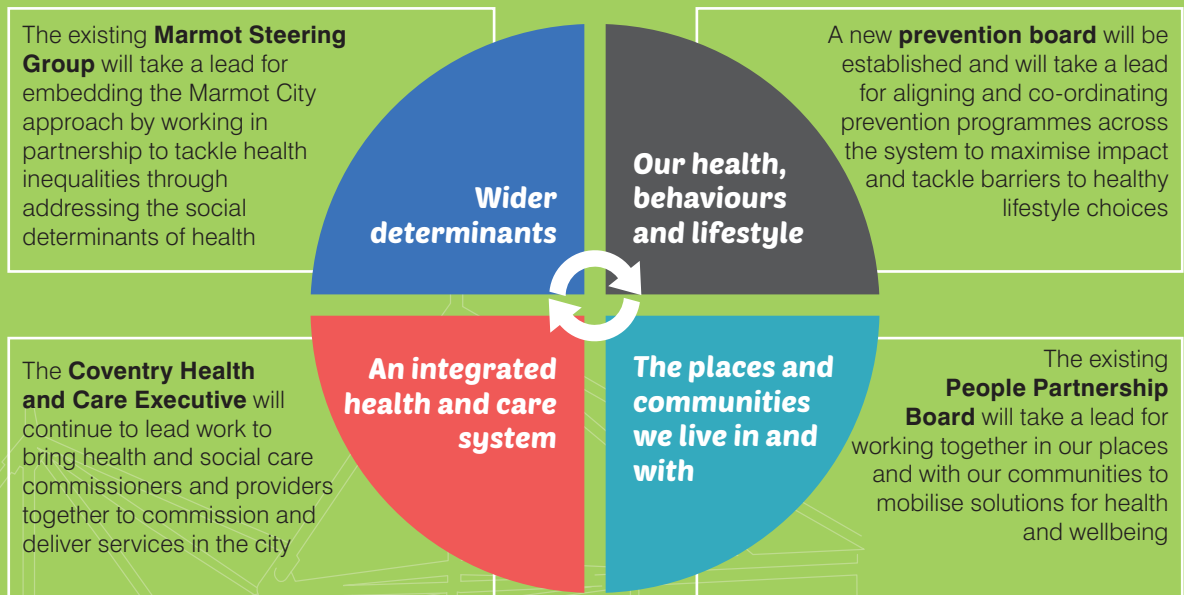 The existing Marmot Steering
Group will take a lead for
embedding the Marmot City
approach by working in
partnership to tackle health
inequalities through
addressing the social
determinants of health
Wider
determinants
Our health,
behaviours
and lifestyle
A new prevention board will be
established and will take a lead
for aligning and co-ordinating
prevention programmes across
the system to maximise impact
and tackle barriers to healthy
lifestyle choices
The Coventry Health
and Care Executive will
continue to lead work to
bring health and social care
commissioners and providers
together to commission and
deliver services in the city
An integrated
health and care
system
The places and
communities
we live in and
with
The existing
People Partnership
Board will take a lead for
working together in our places
and with our communities to
mobilise solutions for health
and wellbeing